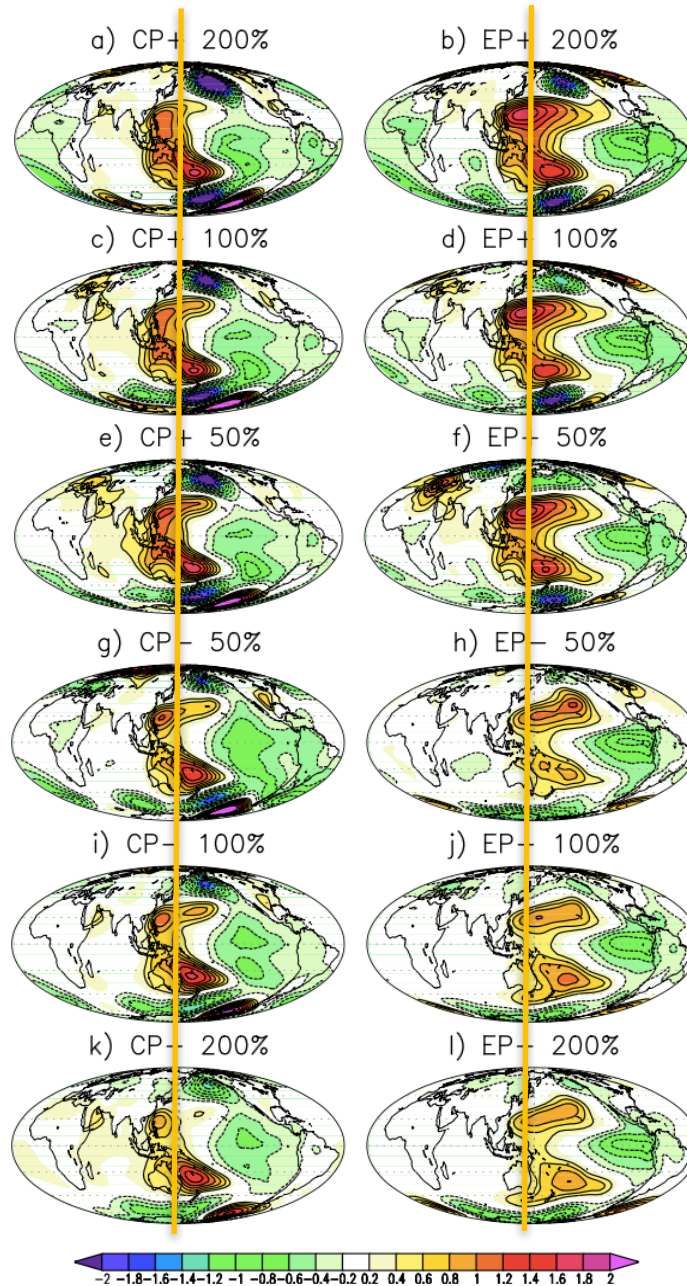 a) CP+ 200%
b) EP+ 200%
c) CP+ 100%
d) EP+ 100%
e) CP+ 50%
f) EP- 50%
g) CP- 50%
h) EP- 50%
i) CP- 100%
j) EP- 100%
k) CP- 200%
l) EP- 200%
-2 -1.8-1.6-1.4-1.2 -1 -0.8-0.6-0.4-0.2 0.2 0.4 0.6 0.8 1 1.2 1.4 1.6 1.8 2